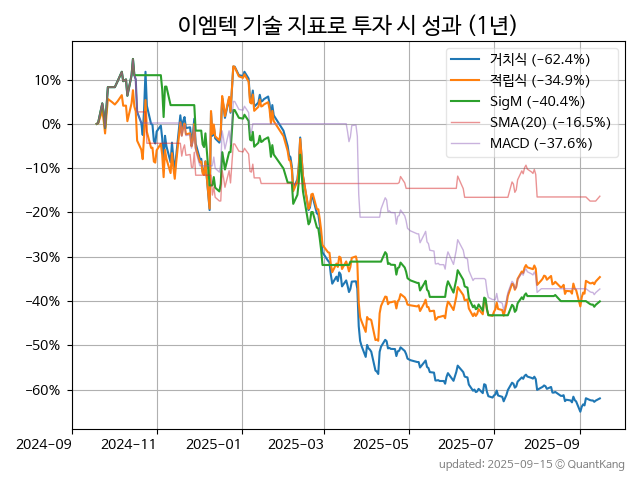 이엠텍 기술 지표로 투자 시 성과 (1년)
거치식 (−62.4%)
적립식 (−34.9%)
SigM (−40.4%)
SMA(20) (−16.5%)
MACD (−37.6%)
10%
0%
−10%
−20%
−30%
−40%
−50%
−60%
2024-09 2024-11 2025-01 2025-03 2025-05 2025-07 2025-09
updated: 2025-09-15 © QuantKang